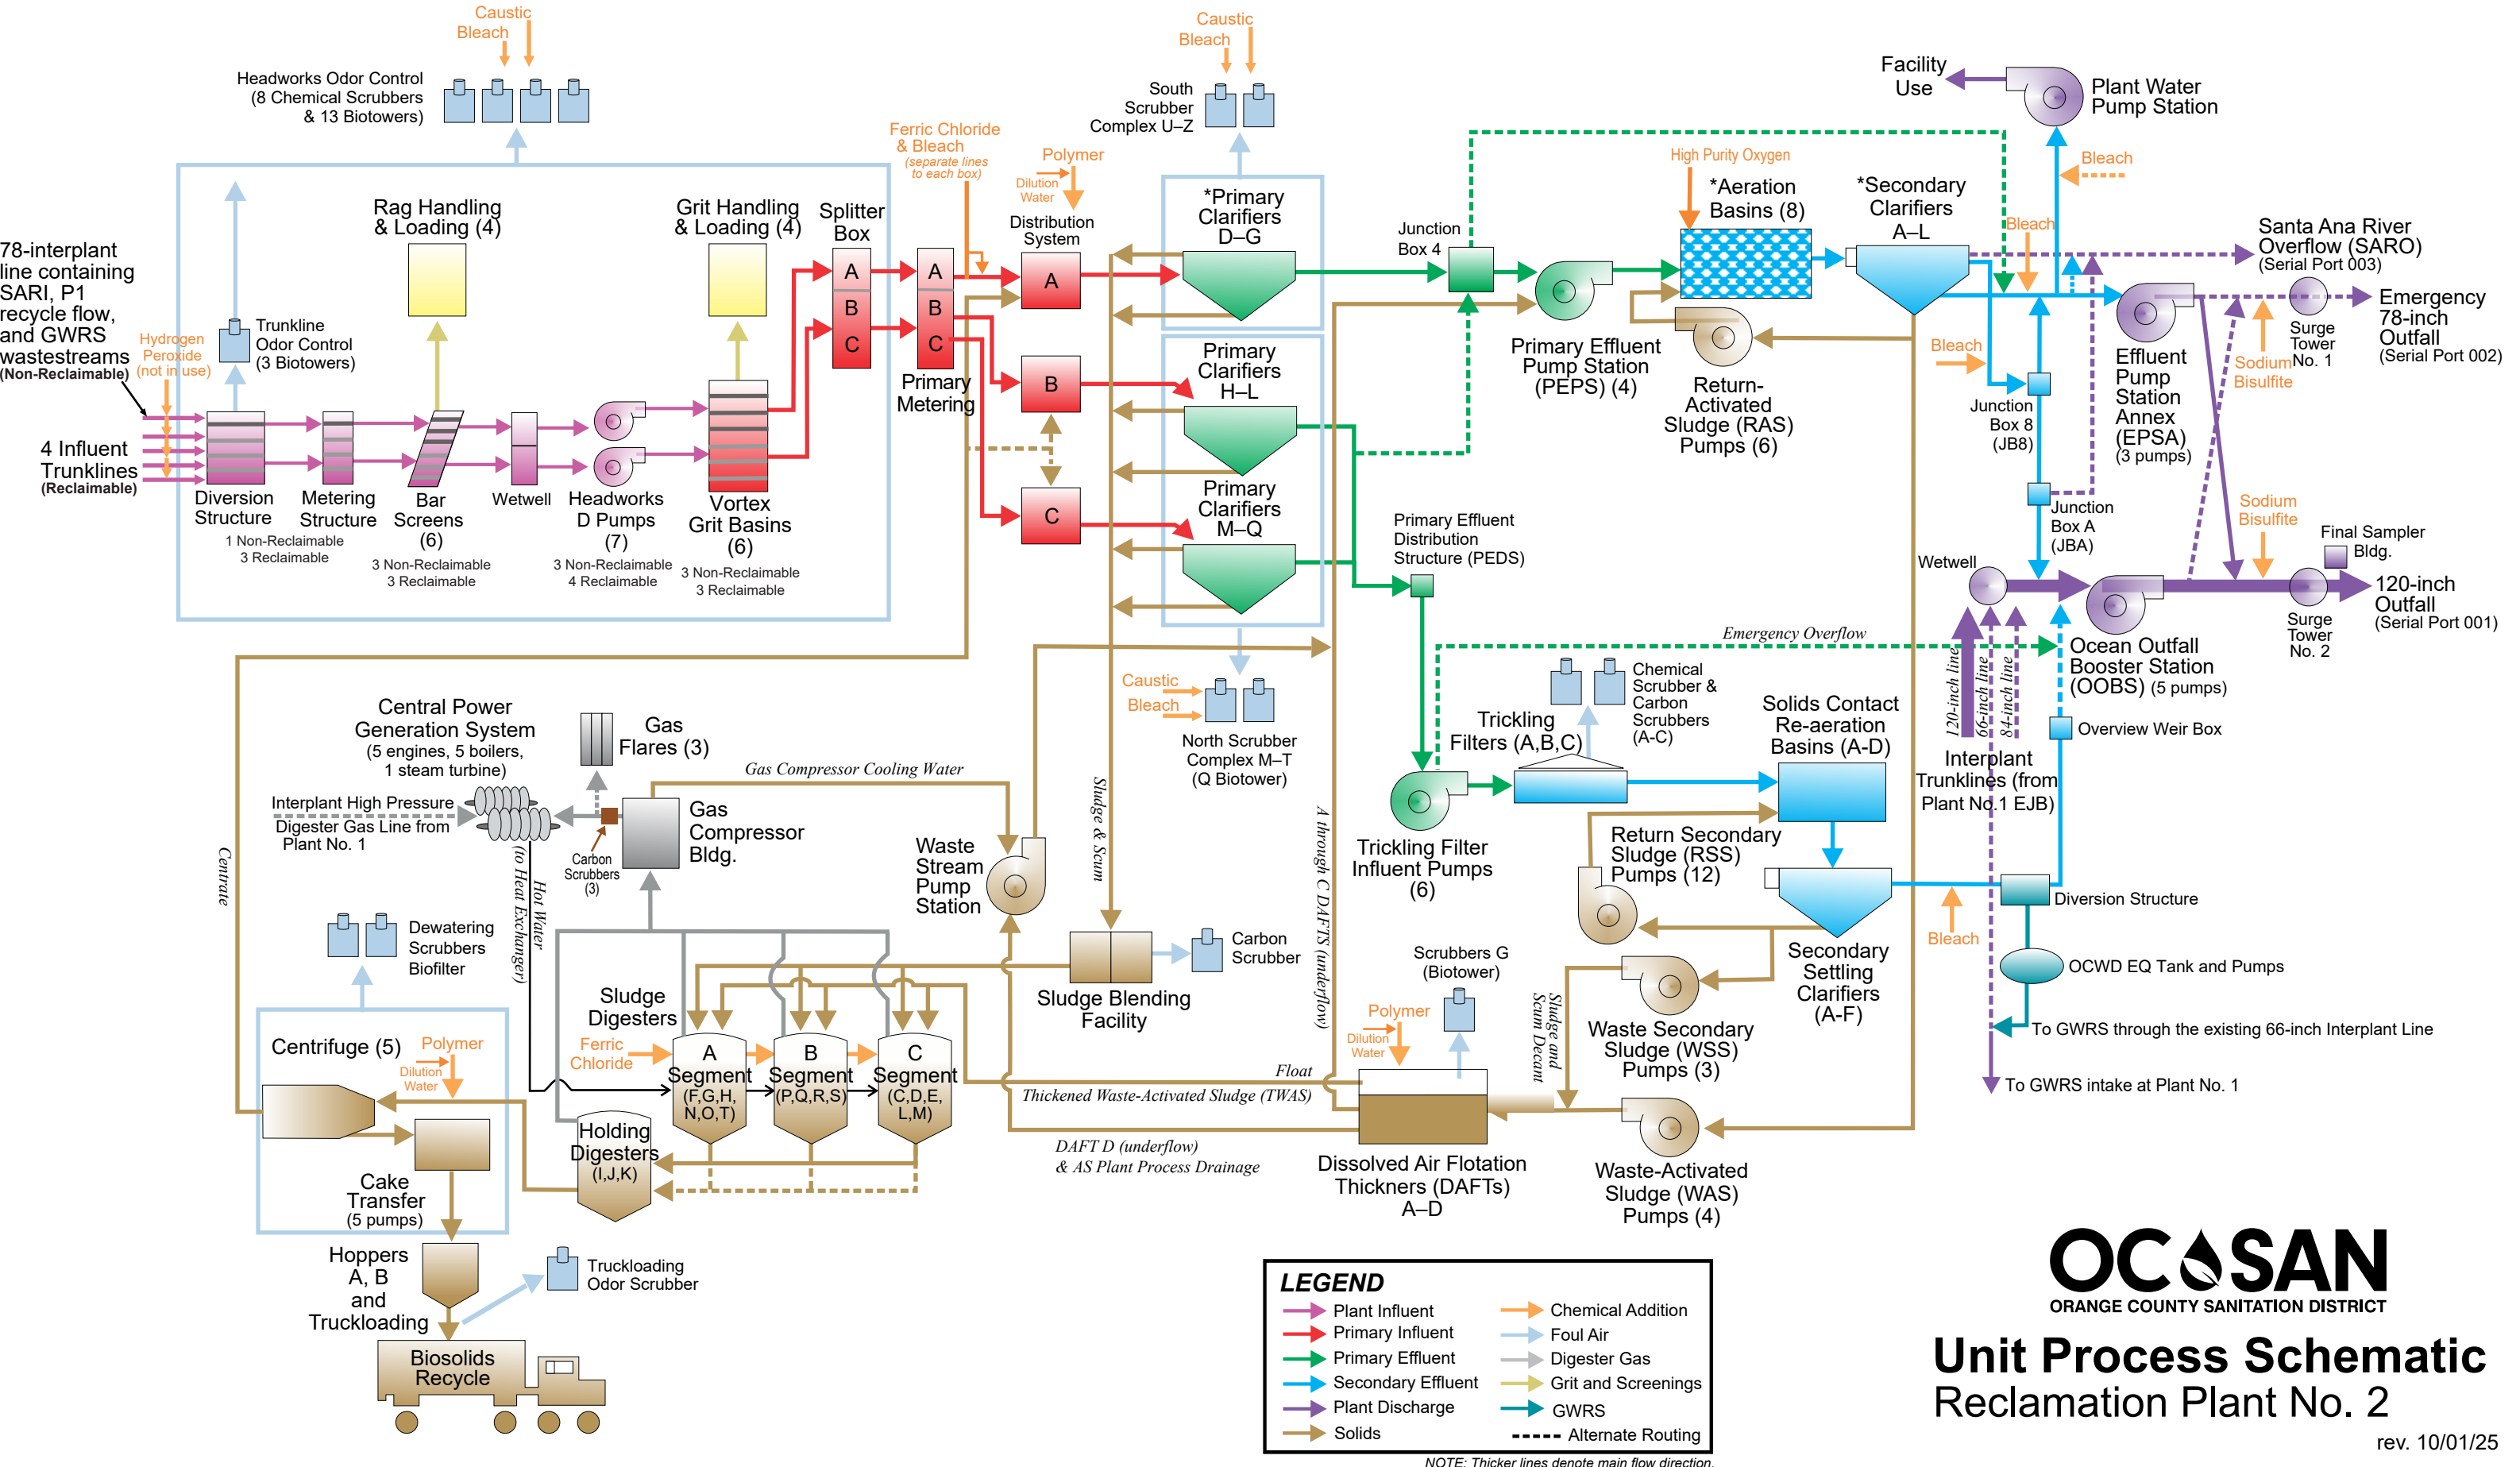 Caustic
Bleach
Headworks Odor Control
(8 Chemical Scrubbers
& 13 Biotowers)
Caustic
Bleach
South
Scrubber
Complex U–Z
Facility
Use
Plant Water
Pump Station
Bleach
78-interplant
line containing
SARI, P1
recycle flow,
and GWRS
wastestreams
(Non-Reclaimable)
Hydrogen
Peroxide
(not in use)
4 Influent
Trunklines
(Reclaimable)
Trunkline
Odor Control
(3 Biotowers)
Rag Handling
& Loading (4)
Grit Handling
& Loading (4)
Splitter
Box
A
B
C
A
B
C
Primary
Metering
Ferric Chloride
& Bleach
(separate lines
to each box)
Polymer
Dilution
Water
Distribution
System
A
B
C
Diversion
Structure
Metering
Structure
1 Non-Reclaimable
3 Reclaimable
Bar
Screens
(6)
3 Non-Reclaimable
3 Reclaimable
Wetwell
Headworks
D Pumps
(7)
3 Non-Reclaimable
4 Reclaimable
Vortex
Grit Basins
(6)
3 Non-Reclaimable
3 Reclaimable
*Primary
Clarifiers
D–G
Primary
Clarifiers
H–L
Primary
Clarifiers
M–Q
Junction
Box 4
High Purity Oxygen
*Aeration
Basins (8)
*Secondary
Clarifiers
A–L
Bleach
Santa Ana River
Overflow (SARO)
(Serial Port 003)
Emergency
78-inch
Outfall
(Serial Port 002)
Surge
Tower
No. 1
Sodium
Bisulfite
Effluent
Pump
Station
Annex
(EPSA)
(3 pumps)
Primary Effluent
Pump Station
(PEPS) (4)
Return-
Activated
Sludge (RAS)
Pumps (6)
Bleach
Junction
Box 8
(JB8)
Junction
Box A
(JBA)
Sodium
Bisulfite
Final Sampler
Bldg.
Wetwell
120-inch
Outfall
(Serial Port 001)
Surge
Tower
No. 2
Primary Effluent
Distribution
Structure (PEDS)
Emergency Overflow
Ocean Outfall
Booster Station
(OOBS) (5 pumps)
120-inch line
66-inch line
84-inch line
Interplant
Trunklines (from
Plant No.1 EJB)
Overview Weir Box
Caustic
Bleach
North Scrubber
Complex M–T
(Q Biotower)
Chemical
Scrubber &
Carbon
Scrubbers
(A-C)
Trickling
Filters (A,B,C)
Solids Contact
Re-aeration
Basins (A-D)
Trickling Filter
Influent Pumps
(6)
Return Secondary
Sludge (RSS)
Pumps (12)
Secondary
Settling
Clarifiers
(A-F)
Bleach
Diversion Structure
OCWD EQ Tank and Pumps
To GWRS through the existing 66-inch Interplant Line
To GWRS intake at Plant No. 1
Central Power
Generation System
(5 engines, 5 boilers,
1 steam turbine)
Gas
Flares (3)
Interplant High Pressure
Digester Gas Line from
Plant No. 1
Carbon
Scrubbers
(3)
Gas
Compressor
Bldg.
Gas Compressor Cooling Water
Waste
Stream
Pump
Station
Sludge & Scum
A through C DAFTS (underflow)
Centrate
Hot Water
(to Heat Exchanger)
Dewatering
Scrubbers
Biofilter
Sludge
Digesters
Ferric
Chloride
A
Segment
(F,G,H,
N,O,T)
B
Segment
(P,Q,R,S)
C
Segment
(C,D,E,
L,M)
Holding
Digesters
(I,J,K)
Sludge Blending
Facility
Carbon
Scrubber
Scrubbers G
(Biotower)
Polymer
Dilution
Water
Sludge and
Scum Decant
Waste Secondary
Sludge (WSS)
Pumps (3)
Float
Thickened Waste-Activated Sludge (TWAS)
DAFT D (underflow)
& AS Plant Process Drainage
Dissolved Air Flotation
Thickners (DAFTs)
A–D
Waste-Activated
Sludge (WAS)
Pumps (4)
Centrifuge (5)
Polymer
Dilution
Water
Cake
Transfer
(5 pumps)
Hoppers
A, B
and
Truckloading
Truckloading
Odor Scrubber
Biosolids
Recycle
LEGEND
Plant Influent
Primary Influent
Primary Effluent
Secondary Effluent
Plant Discharge
Solids
Chemical Addition
Foul Air
Digester Gas
Grit and Screenings
GWRS
Alternate Routing
NOTE: Thicker lines denote main flow direction.
OC SAN
ORANGE COUNTY SANITATION DISTRICT
Unit Process Schematic
Reclamation Plant No. 2
rev. 10/01/25